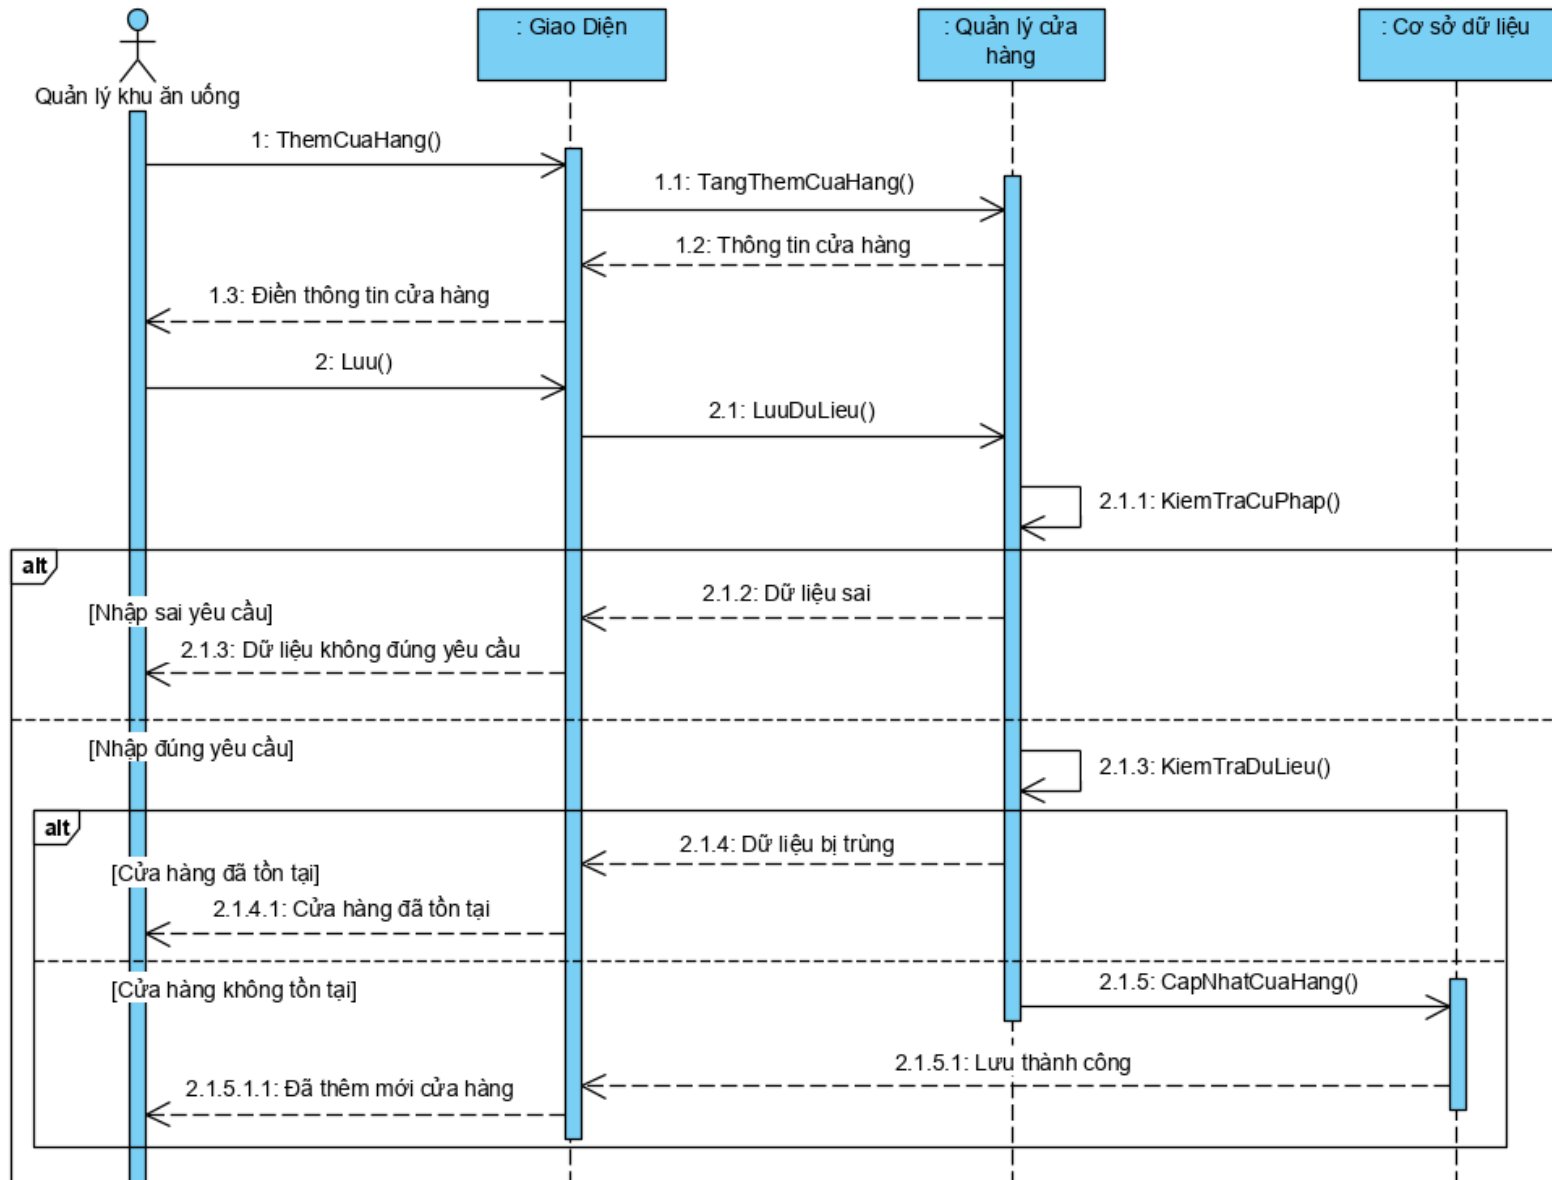 : Giao Diện
: Quản lý cửa
hàng
: Cơ sở dữ liệu
Quản lý khu ăn uống
1: ThemCuaHang()
1.1: TangThemCuaHang()
1.2: Thông tin cửa hàng
1.3: Điền thông tin cửa hàng
2: Luu()
2.1: LuuDuLieu()
2.1.1: KiemTraCuPhap()
alt
2.1.2: Dữ liệu sai
[Nhập sai yêu cầu]
2.1.3: Dữ liệu không đúng yêu cầu
[Nhập đúng yêu cầu]
2.1.3: KiemTraDuLieu()
alt
2.1.4: Dữ liệu bị trùng
[Cửa hàng đã tồn tại]
2.1.4.1: Cửa hàng đã tồn tại
2.1.5: CapNhatCuaHang()
[Cửa hàng không tồn tại]
2.1.5.1: Lưu thành công
2.1.5.1.1: Đã thêm mới cửa hàng